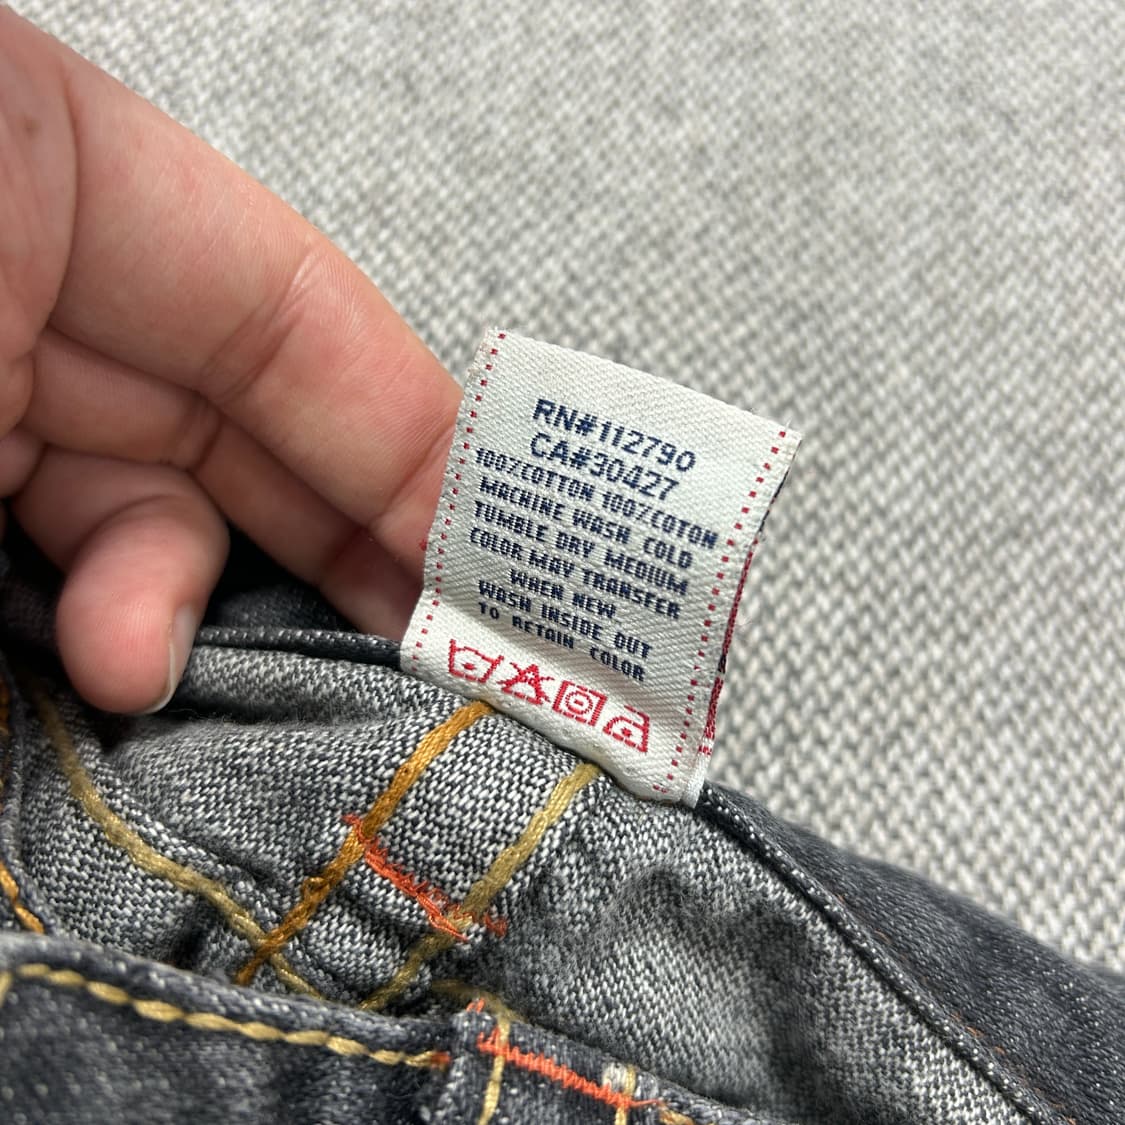 RN#112790
CA#30427
100%COTTON 100%COTON
MACHINE WASH COLD
TUMBLE DRY MEDIUM
COLOR MAY TRANSFER
WHEN NEW
WASH INSIDE OUT
TO RETAIN COLOR